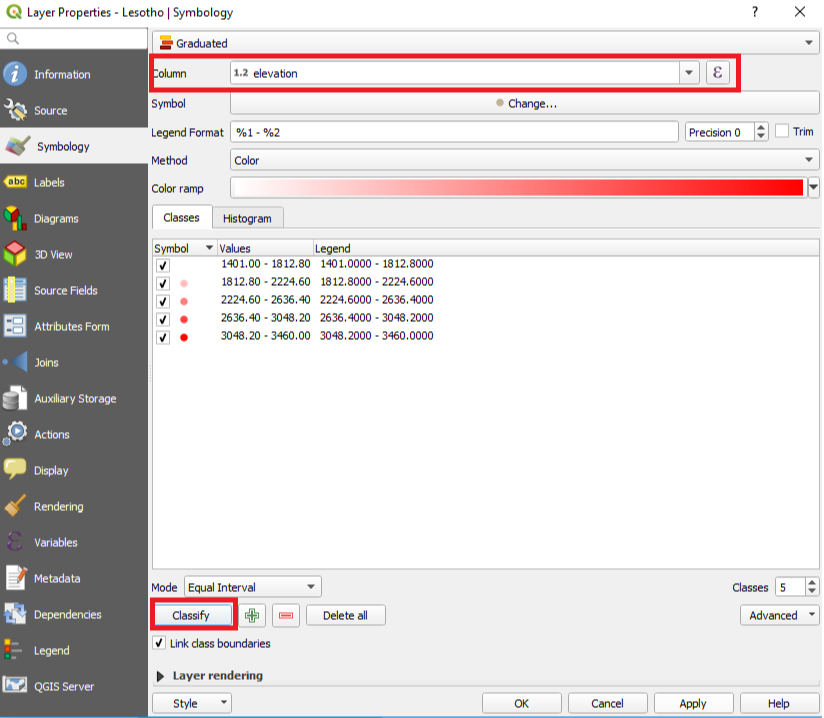 Layer Properties - Lesotho | Symbology
? ×
Graduated
Column 1.2 elevation ε
Symbol Change...
Legend Format %1 - %2 Precision 0 Trim
Method Color
Color ramp
Classes Histogram
Symbol Values Legend
1401.00 - 1812.80 1401.0000 - 1812.8000
1812.80 - 2224.60 1812.8000 - 2224.6000
2224.60 - 2636.40 2224.6000 - 2636.4000
2636.40 - 3048.20 2636.4000 - 3048.2000
3048.20 - 3460.00 3048.2000 - 3460.0000
Mode Equal Interval Classes 5
Classify Delete all Advanced
Link class boundaries
Layer rendering
Style OK Cancel Apply Help
Information
Source
Symbology
abc Labels
Diagrams
3D View
Source Fields
Attributes Form
Joins
Auxiliary Storage
Actions
Display
Rendering
ε Variables
Metadata
Dependencies
Legend
QGIS Server